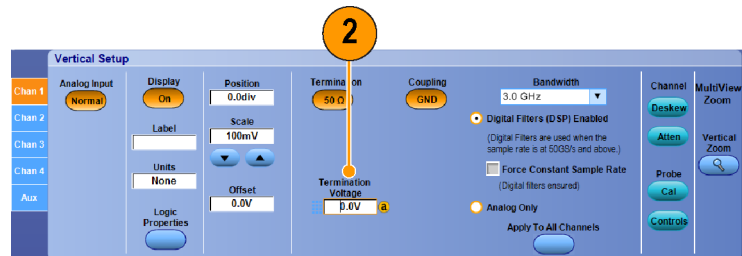 2
Vertical Setup
Chan 1
Chan 2
Chan 3
Chan 4
Aux
Analog Input
Normal
Display
On
Label
Units
None
Logic
Properties
Position
0.0div
Scale
100mV
Offset
0.0V
Termination
50 Ω
Termination
Voltage
0.0V
a
Coupling
GND
Bandwidth
3.0 GHz
Digital Filters (DSP) Enabled
(Digital Filters are used when the
sample rate is at 50GS/s and above.)
Force Constant Sample Rate
(Digital filters ensured)
Analog Only
Apply To All Channels
Channel
Deskew
Atten
Probe
Cal
Controls
MultiView
Zoom
Vertical
Zoom